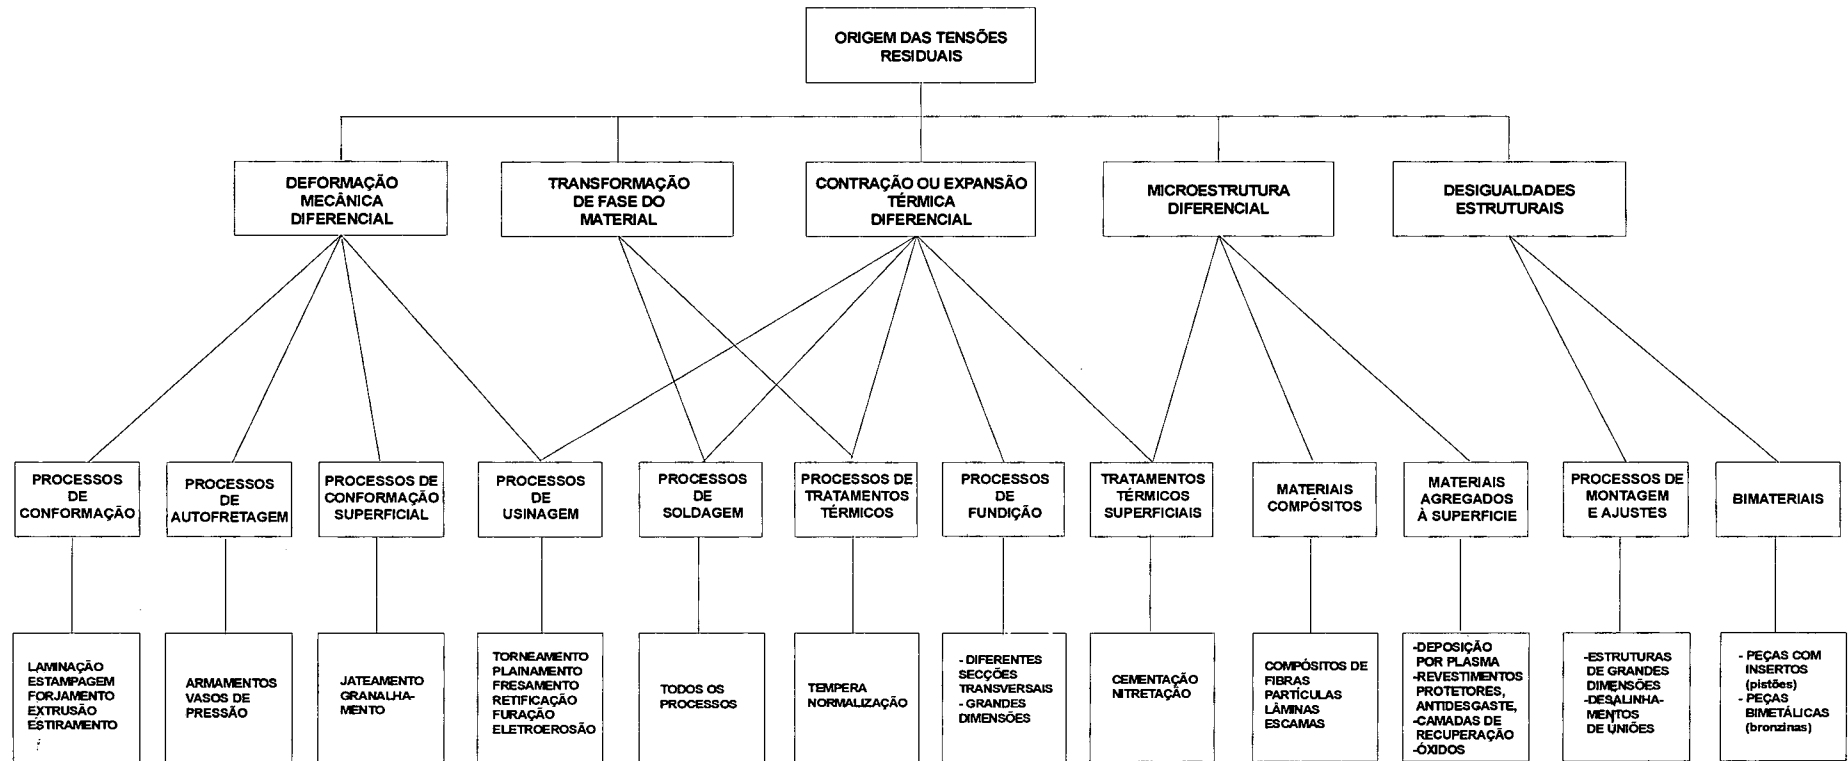 ORIGEM DAS TENSÕES
RESIDUAIS
DEFORMAÇÃO
MECÂNICA
DIFERENCIAL
TRANSFORMAÇÃO
DE FASE DO
MATERIAL
CONTRAÇÃO OU EXPANSÃO
TÉRMICA
DIFERENCIAL
MICROESTRUTURA
DIFERENCIAL
DESIGUALDADES
ESTRUTURAIS
PROCESSOS
DE
CONFORMAÇÃO
PROCESSOS
DE
AUTOFRETAGEM
PROCESSOS DE
CONFORMAÇÃO
SUPERFICIAL
PROCESSOS
DE
USINAGEM
PROCESSOS
DE
SOLDAGEM
PROCESSOS DE
TRATAMENTOS
TÉRMICOS
PROCESSOS
DE
FUNDIÇÃO
TRATAMENTOS
TÉRMICOS
SUPERFICIAIS
MATERIAIS
COMPÓSITOS
MATERIAIS
AGREGADOS
À SUPERFICIE
PROCESSOS DE
MONTAGEM
E AJUSTES
BIMATERIAIS
LAMINAÇÃO
ESTAMPAGEM
FORJAMENTO
EXTRUSÃO
ESTIRAMENTO
ARMAMENTOS
VASOS DE
PRESSÃO
JATEAMENTO
GRANALHA-
MENTO
TORNEAMENTO
PLAINAMENTO
FRESAMENTO
RETIFICAÇÃO
FURAÇÃO
ELETROEROSÃO
TODOS OS
PROCESSOS
TEMPERA
NORMALIZAÇÃO
- DIFERENTES
SECÇÕES
TRANSVERSAIS
- GRANDES
DIMENSÕES
CEMENTAÇÃO
NITRETAÇÃO
COMPÓSITOS DE
FIBRAS
PARTÍCULAS
LÂMINAS
ESCAMAS
-DEPOSIÇÃO
POR PLASMA
-REVESTIMENTOS
PROTETORES,
ANTIDESGASTE,
-CAMADAS DE
RECUPERAÇÃO
-ÓXIDOS
-ESTRUTURAS
DE GRANDES
DIMENSÕES
-DESALINHA-
MENTOS
DE UNIÕES
- PEÇAS COM
INSERTOS
(pistões)
- PEÇAS
BIMETÁLICAS
(bronzinas)